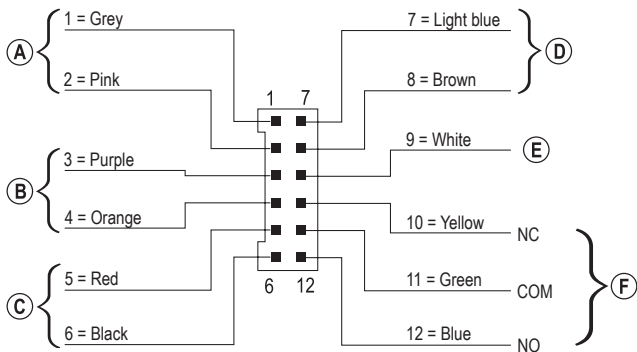 1 = Grey
A
2 = Pink
3 = Purple
B
4 = Orange
5 = Red
C
6 = Black
1 7
6 12
7 = Light blue
D
8 = Brown
9 = White
E
10 = Yellow
NC
11 = Green
COM
F
12 = Blue
NO